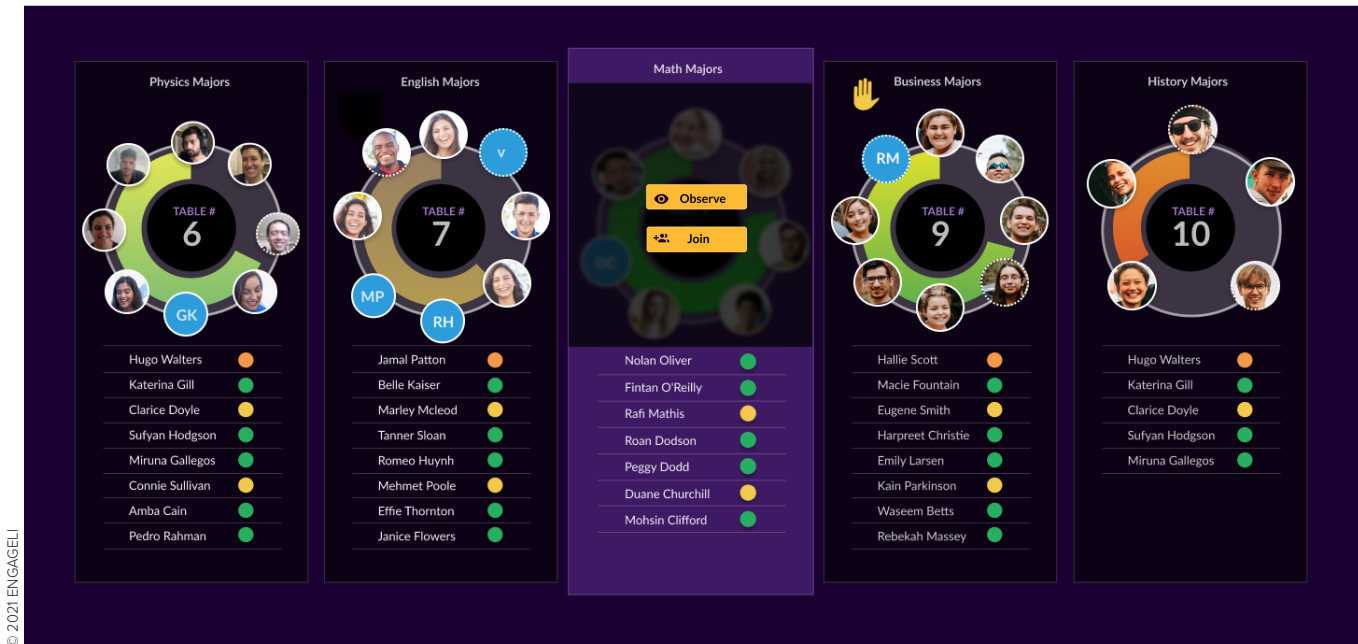 Physics Majors
GK
TABLE #
6
Hugo Walters
Katerina Gill
Clarice Doyle
Sufyan Hodgson
Miruna Gallegos
Connie Sullivan
Amba Cain
Pedro Rahman
English Majors
V
MP
RH
TABLE #
7
Jamal Patton
Belle Kaiser
Marley Mcleod
Tanner Sloan
Romeo Huynh
Mehmet Poole
Effie Thornton
Janice Flowers
Math Majors
Observe
Join
Nolan Oliver
Fintan O'Reilly
Rafi Mathis
Roan Dodson
Peggy Dodd
Duane Churchill
Mohsin Clifford
Business Majors
RM
TABLE #
9
Hallie Scott
Macie Fountain
Eugene Smith
Harpreet Christie
Emily Larsen
Kain Parkinson
Waseem Betts
Rebekah Massey
History Majors
TABLE #
10
Hugo Walters
Katerina Gill
Clarice Doyle
Sufyan Hodgson
Miruna Gallegos
© 2021 ENGAGELI